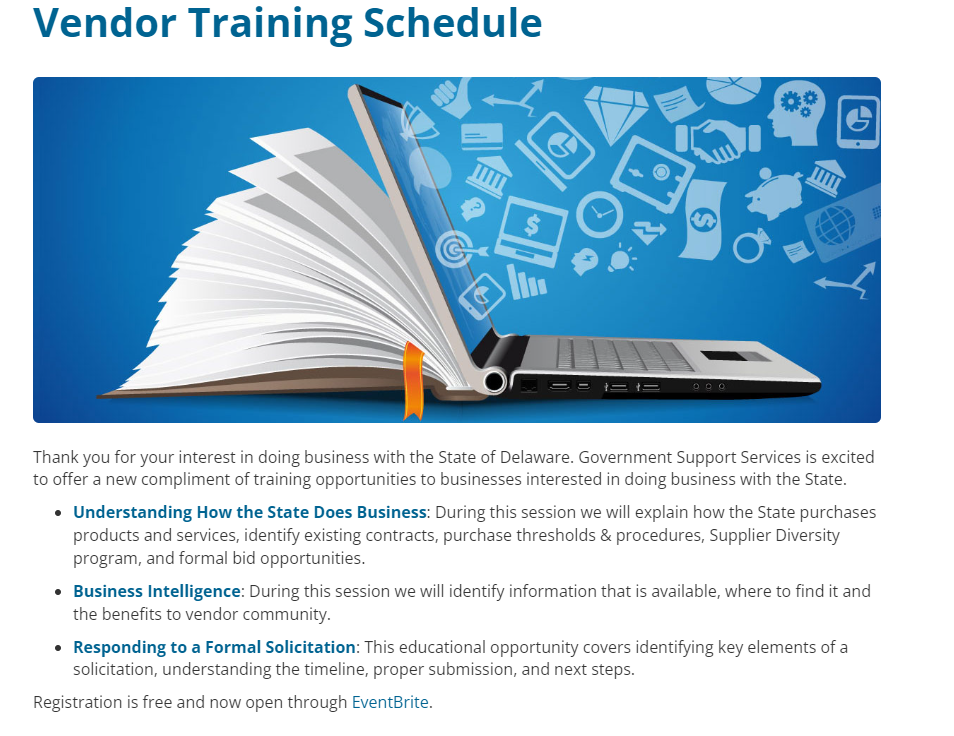 Vendor Training Schedule
$
$
Thank you for your interest in doing business with the State of Delaware. Government Support Services is excited
to offer a new compliment of training opportunities to businesses interested in doing business with the State.
• Understanding How the State Does Business: During this session we will explain how the State purchases
products and services, identify existing contracts, purchase thresholds & procedures, Supplier Diversity
program, and formal bid opportunities.
• Business Intelligence: During this session we will identify information that is available, where to find it and
the benefits to vendor community.
• Responding to a Formal Solicitation: This educational opportunity covers identifying key elements of a
solicitation, understanding the timeline, proper submission, and next steps.
Registration is free and now open through EventBrite.